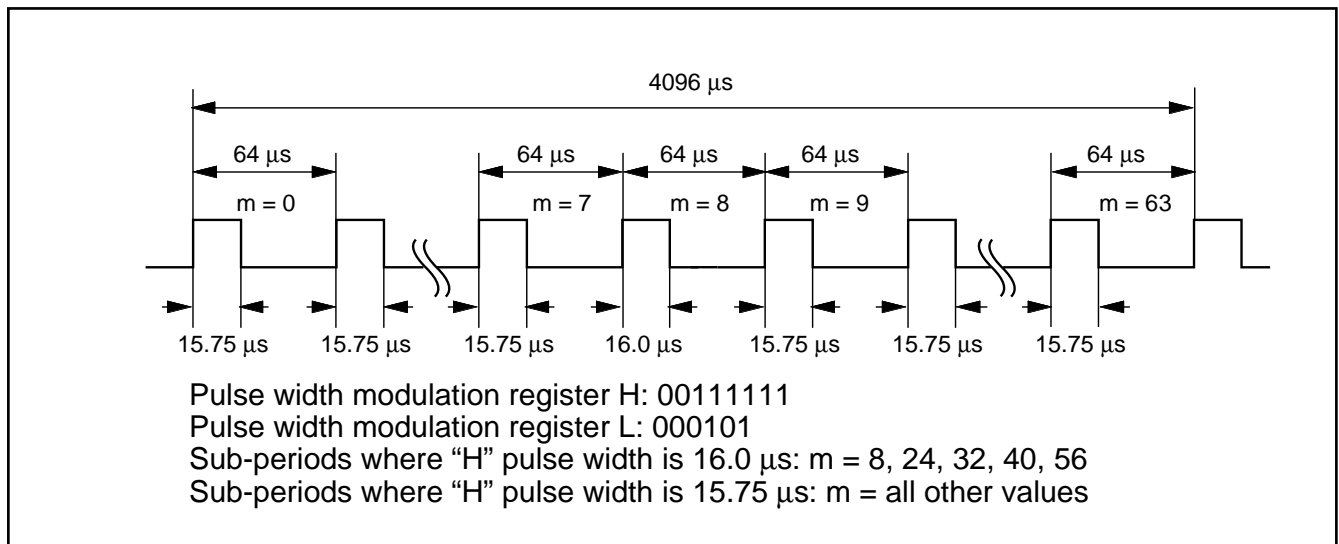 4096 μs
64 μs
64 μs
64 μs
64 μs
64 μs
m = 0
m = 7
m = 8
m = 9
m = 63
15.75 μs
15.75 μs
15.75 μs
16.0 μs
15.75 μs
15.75 μs
15.75 μs
Pulse width modulation register H: 00111111
Pulse width modulation register L: 000101
Sub-periods where “H” pulse width is 16.0 μs: m = 8, 24, 32, 40, 56
Sub-periods where “H” pulse width is 15.75 μs: m = all other values